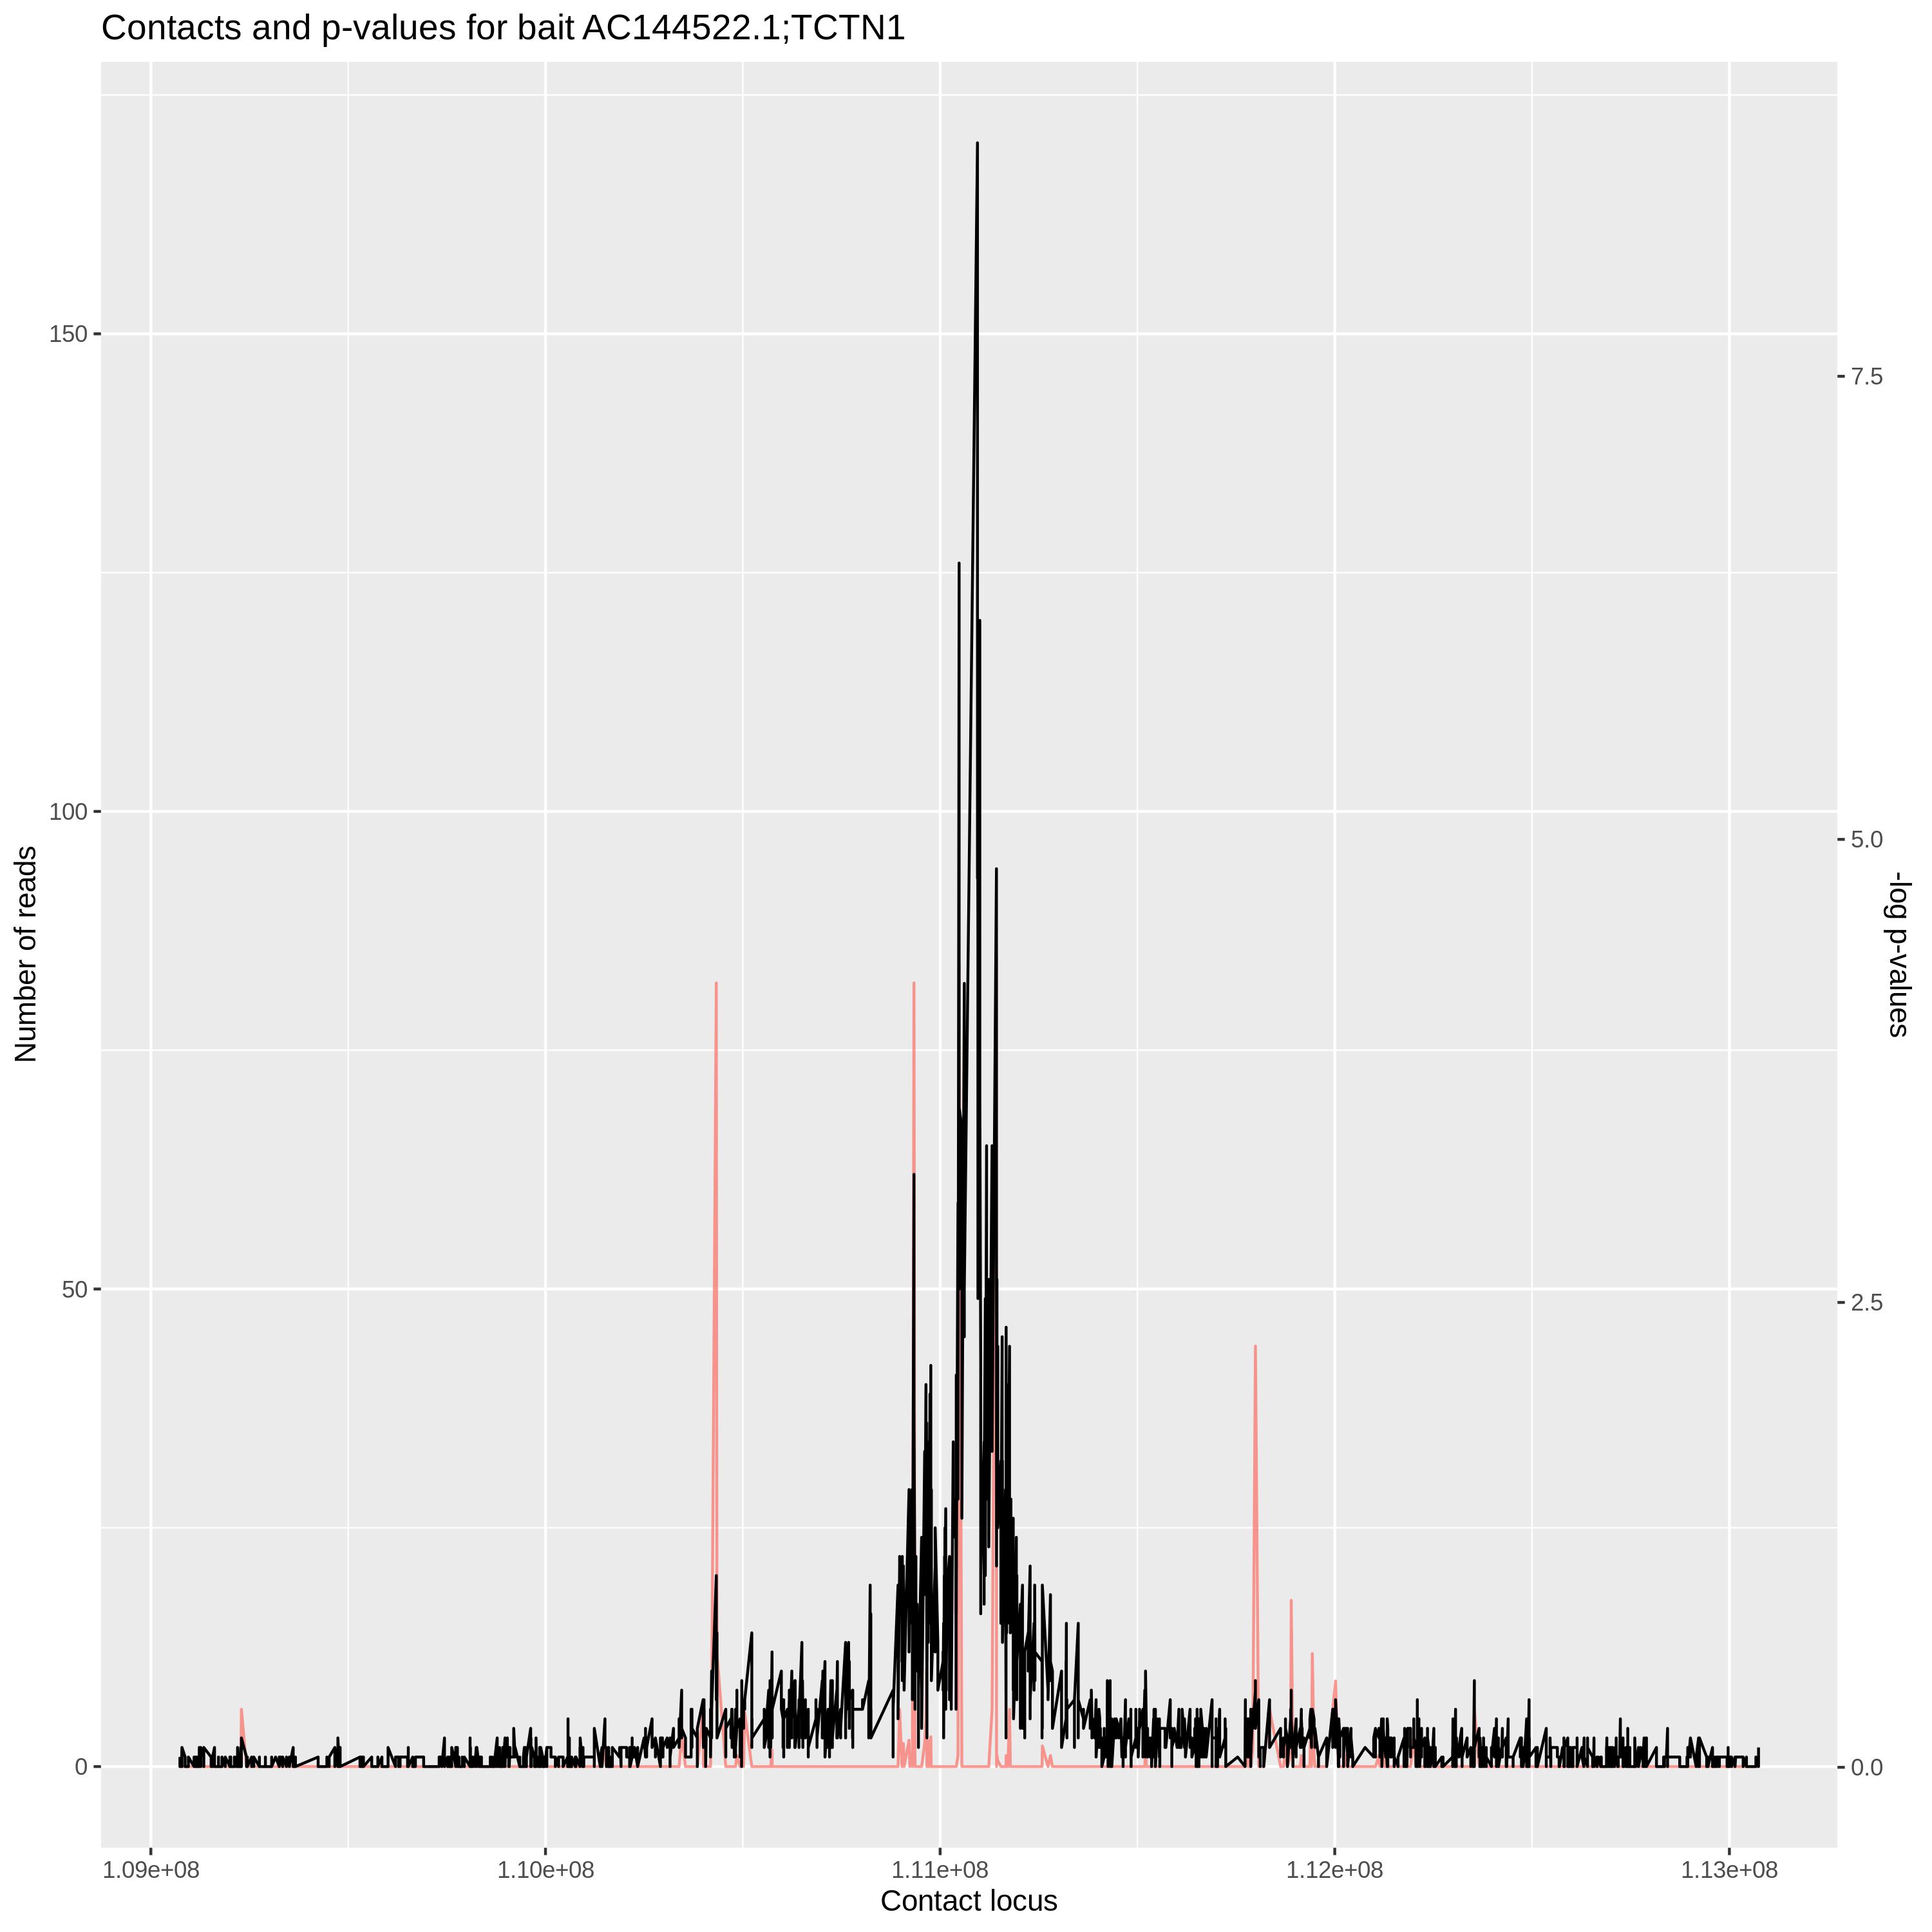 Contacts and p-values for bait AC144522.1;TCTN1
150
100
50
0
Number of reads
7.5
5.0
2.5
0.0
-log p-values
1.09e+08
1.10e+08
1.11e+08
1.12e+08
1.13e+08
Contact locus